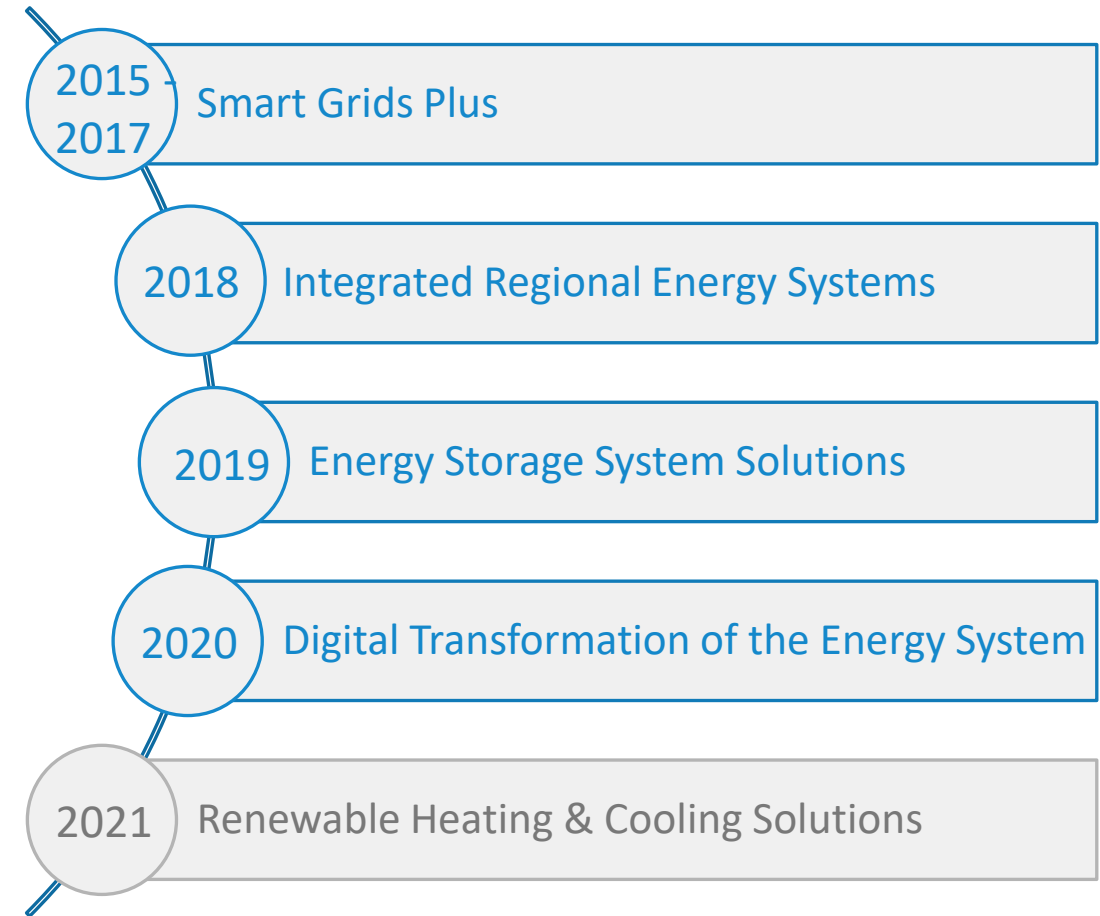 2015 -
2017
Smart Grids Plus
2018
Integrated Regional Energy Systems
2019
Energy Storage System Solutions
2020
Digital Transformation of the Energy System
2021
Renewable Heating & Cooling Solutions